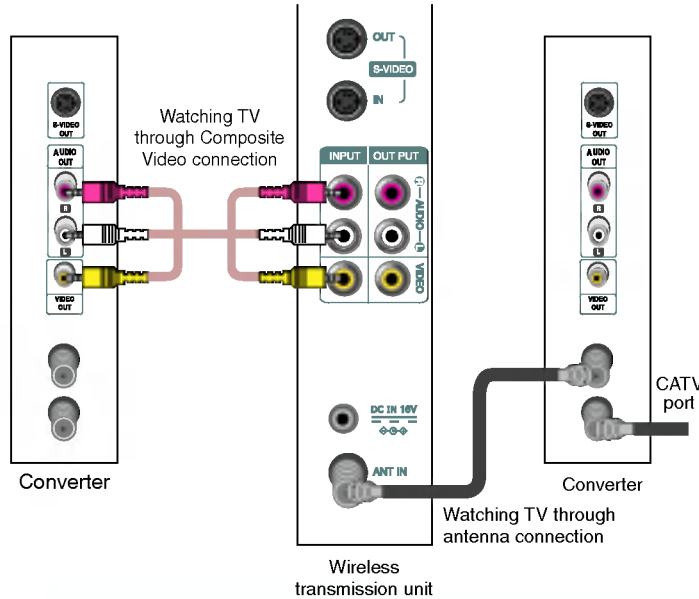 OUT
S-VIDEO
IN
Watching TV
through Composite
Video connection
S-VIDEO
OUT
AUDIO
OUT
R
L
VIDEO
OUT
INPUT
OUT PUT
R
AUDIO
L
VIDEO
DC IN 16V
ANT IN
S-VIDEO
OUT
AUDIO
OUT
R
L
VIDEO
OUT
CATV
port
Converter
Converter
Watching TV through
antenna connection
Wireless
transmission unit